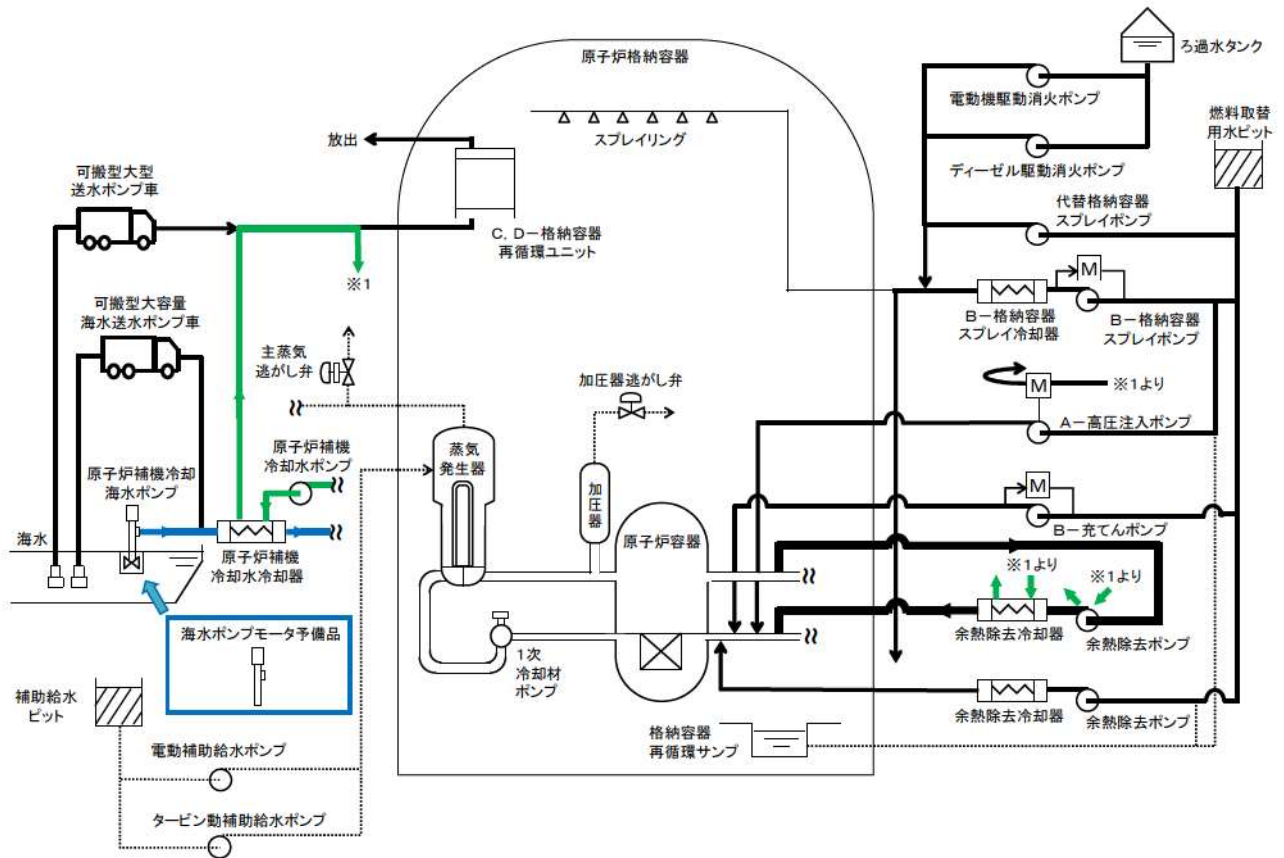 原子炉格納容器
ろ過水タンク
電動機駆動消火ポンプ
燃料取替
用水ピット
放出
スプレイリング
ディーゼル駆動消火ポンプ
可搬型大型
送水ポンプ車
代替格納容器
スプレイポンプ
C, D－格納容器
再循環ユニット
※1
M
B－格納容器
スプレイ冷却器
B－格納容器
スプレイポンプ
可搬型大容量
海水送水ポンプ車
主蒸気
逃がし弁
加圧器逃がし弁
M
※1より
A－高圧注入ポンプ
原子炉補機
冷却水ポンプ
蒸気
発生器
原子炉補機冷却
海水ポンプ
加圧器
M
B－充てんポンプ
原子炉容器
海水
原子炉補機
冷却水冷却器
※1より
※1より
余熱除去冷却器
余熱除去ポンプ
海水ポンプモータ予備品
1次
冷却材
ポンプ
補助給水
ピット
余熱除去冷却器
余熱除去ポンプ
格納容器
再循環サンプ
電動補助給水ポンプ
タービン動補助給水ポンプ